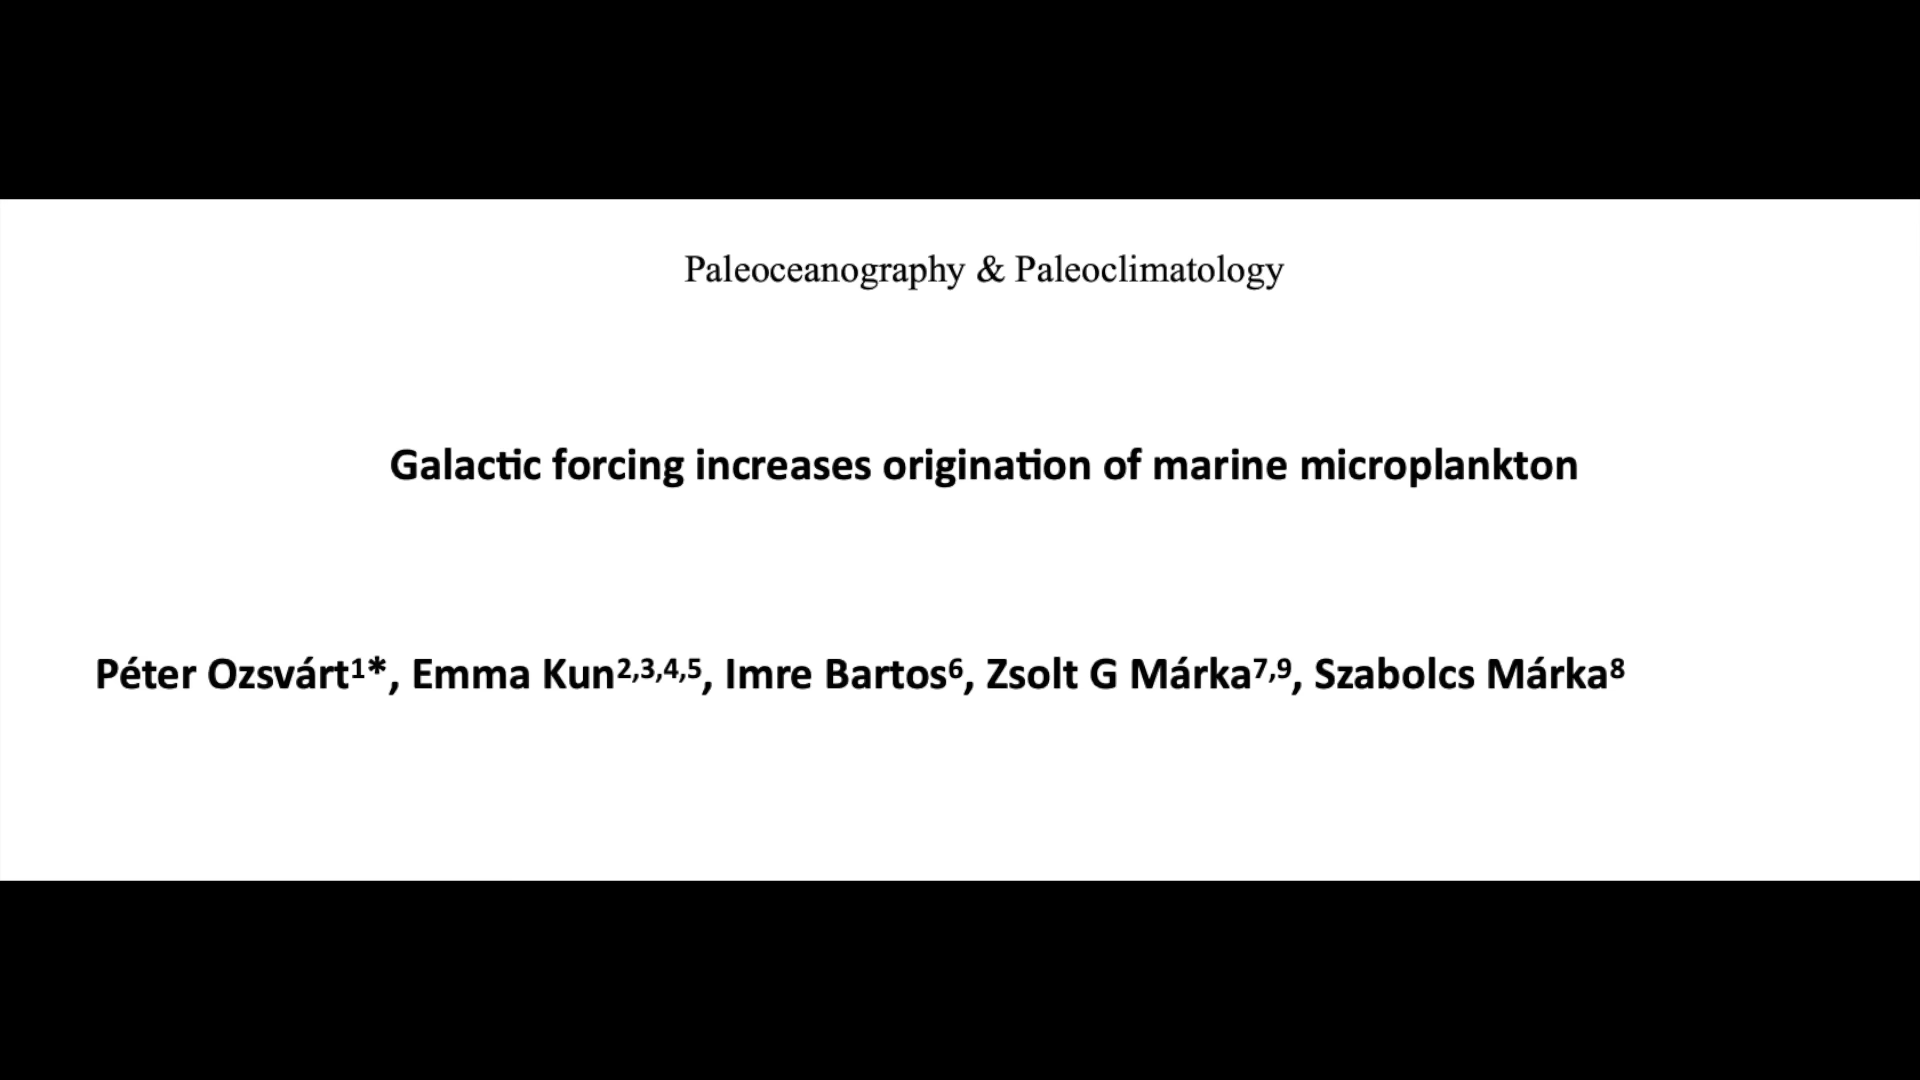 Paleoceanography & Paleoclimatology
Galactic forcing increases origination of marine microplankton
Péter Ozsvárt1*, Emma Kun2,3,4,5, Imre Bartos6, Zsolt G Márka7,9, Szabolcs Márka8